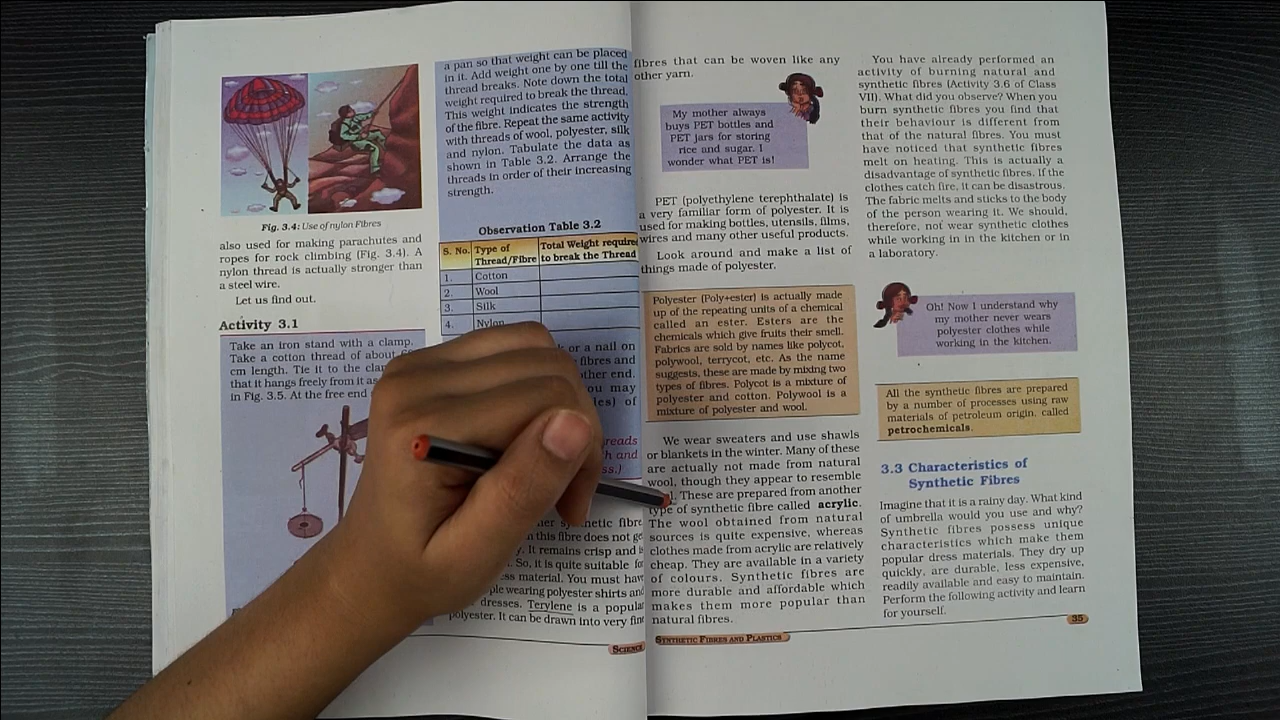 Fig. 3.4: Use of nylon Fibres
also used for making parachutes and
ropes for rock climbing (Fig. 3.4). A
nylon thread is actually stronger than
a steel wire.
Let us find out.
Activity 3.1
Take an iron stand with a clamp.
Take a cotton thread of about
cm length. Tie it to the
that it hangs freely from it
in Fig. 3.5. At the free end
a pan so that weight can be placed
in it. Add weight one by one till the
thread breaks. Note down the total
weight required to break the thread.
This weight indicates the strength
of the fibre. Repeat the same activity
with threads of wool, polyester, silk
and nylon. Tabulate the data as
shown in Table 3.2. Arrange the
threads in order of their increasing
strength.
Observation Table 3.2
S. No. Type of Thread/Fibre Total Weight required to break the Thread
1. Cotton
2. Wool
3. Silk
4. Nylon
or a nail on
fibres and
other end.
you may
of
and
fibre
this fibre does not
It remains crisp and
So, it is quite suitable
material. You must have
wearing polyester shirts and
dresses. Terylene is a popular
polyester. It can be drawn into very fine
SCIENCE
fibres that can be woven like any
other yarn.
My mother always
buys PET bottles and
PET jars for storing
rice and sugar. I
wonder what PET is!
PET (polyethylene terephthalate) is
a very familiar form of polyester. It is
used for making bottles, utensils, films,
wires and many other useful products.
Look around and make a list of
things made of polyester.
Polyester (Poly+ester) is actually made
up of the repeating units of a chemical
called an ester. Esters are the
chemicals which give fruits their smell.
Fabrics are sold by names like polycot,
polywool, terrycot, etc. As the name
suggests, these are made by mixing two
types of fibres. Polycot is a mixture of
polyester and cotton. Polywool is a
mixture of polyester and wool.
We wear sweaters and use shawls
or blankets in the winter. Many of these
are actually not made from natural
wool, though they appear to resemble
wool. These are prepared from another
type of synthetic fibre called acrylic.
The wool obtained from natural
sources is quite expensive, whereas
clothes made from acrylic are relatively
cheap. They are available in a variety
of colours. Synthetic fibres are
more durable and affordable which
makes them more popular than
natural fibres.
SYNTHETIC FIBRES AND PLASTICS
You have already performed an
activity of burning natural and
synthetic fibres (Activity 3.6 of Class
VII). What did you observe? When you
burn synthetic fibres you find that
their behaviour is different from
that of the natural fibres. You must
have noticed that synthetic fibres
melt on heating. This is actually a
disadvantage of synthetic fibres. If the
clothes catch fire, it can be disastrous.
The fabric melts and sticks to the body
of the person wearing it. We should,
therefore, not wear synthetic clothes
while working in the kitchen or in
a laboratory.
Oh! Now I understand why
my mother never wears
polyester clothes while
working in the kitchen.
All the synthetic fibres are prepared
by a number of processes using raw
materials of petroleum origin, called
petrochemicals.
3.3 Characteristics of
Synthetic Fibres
Imagine that it is a rainy day. What kind
of umbrella would you use and why?
Synthetic fibres possess unique
characteristics which make them
popular dress materials. They dry up
quickly, are durable, less expensive,
readily available and easy to maintain.
Perform the following activity and learn
for yourself.
35